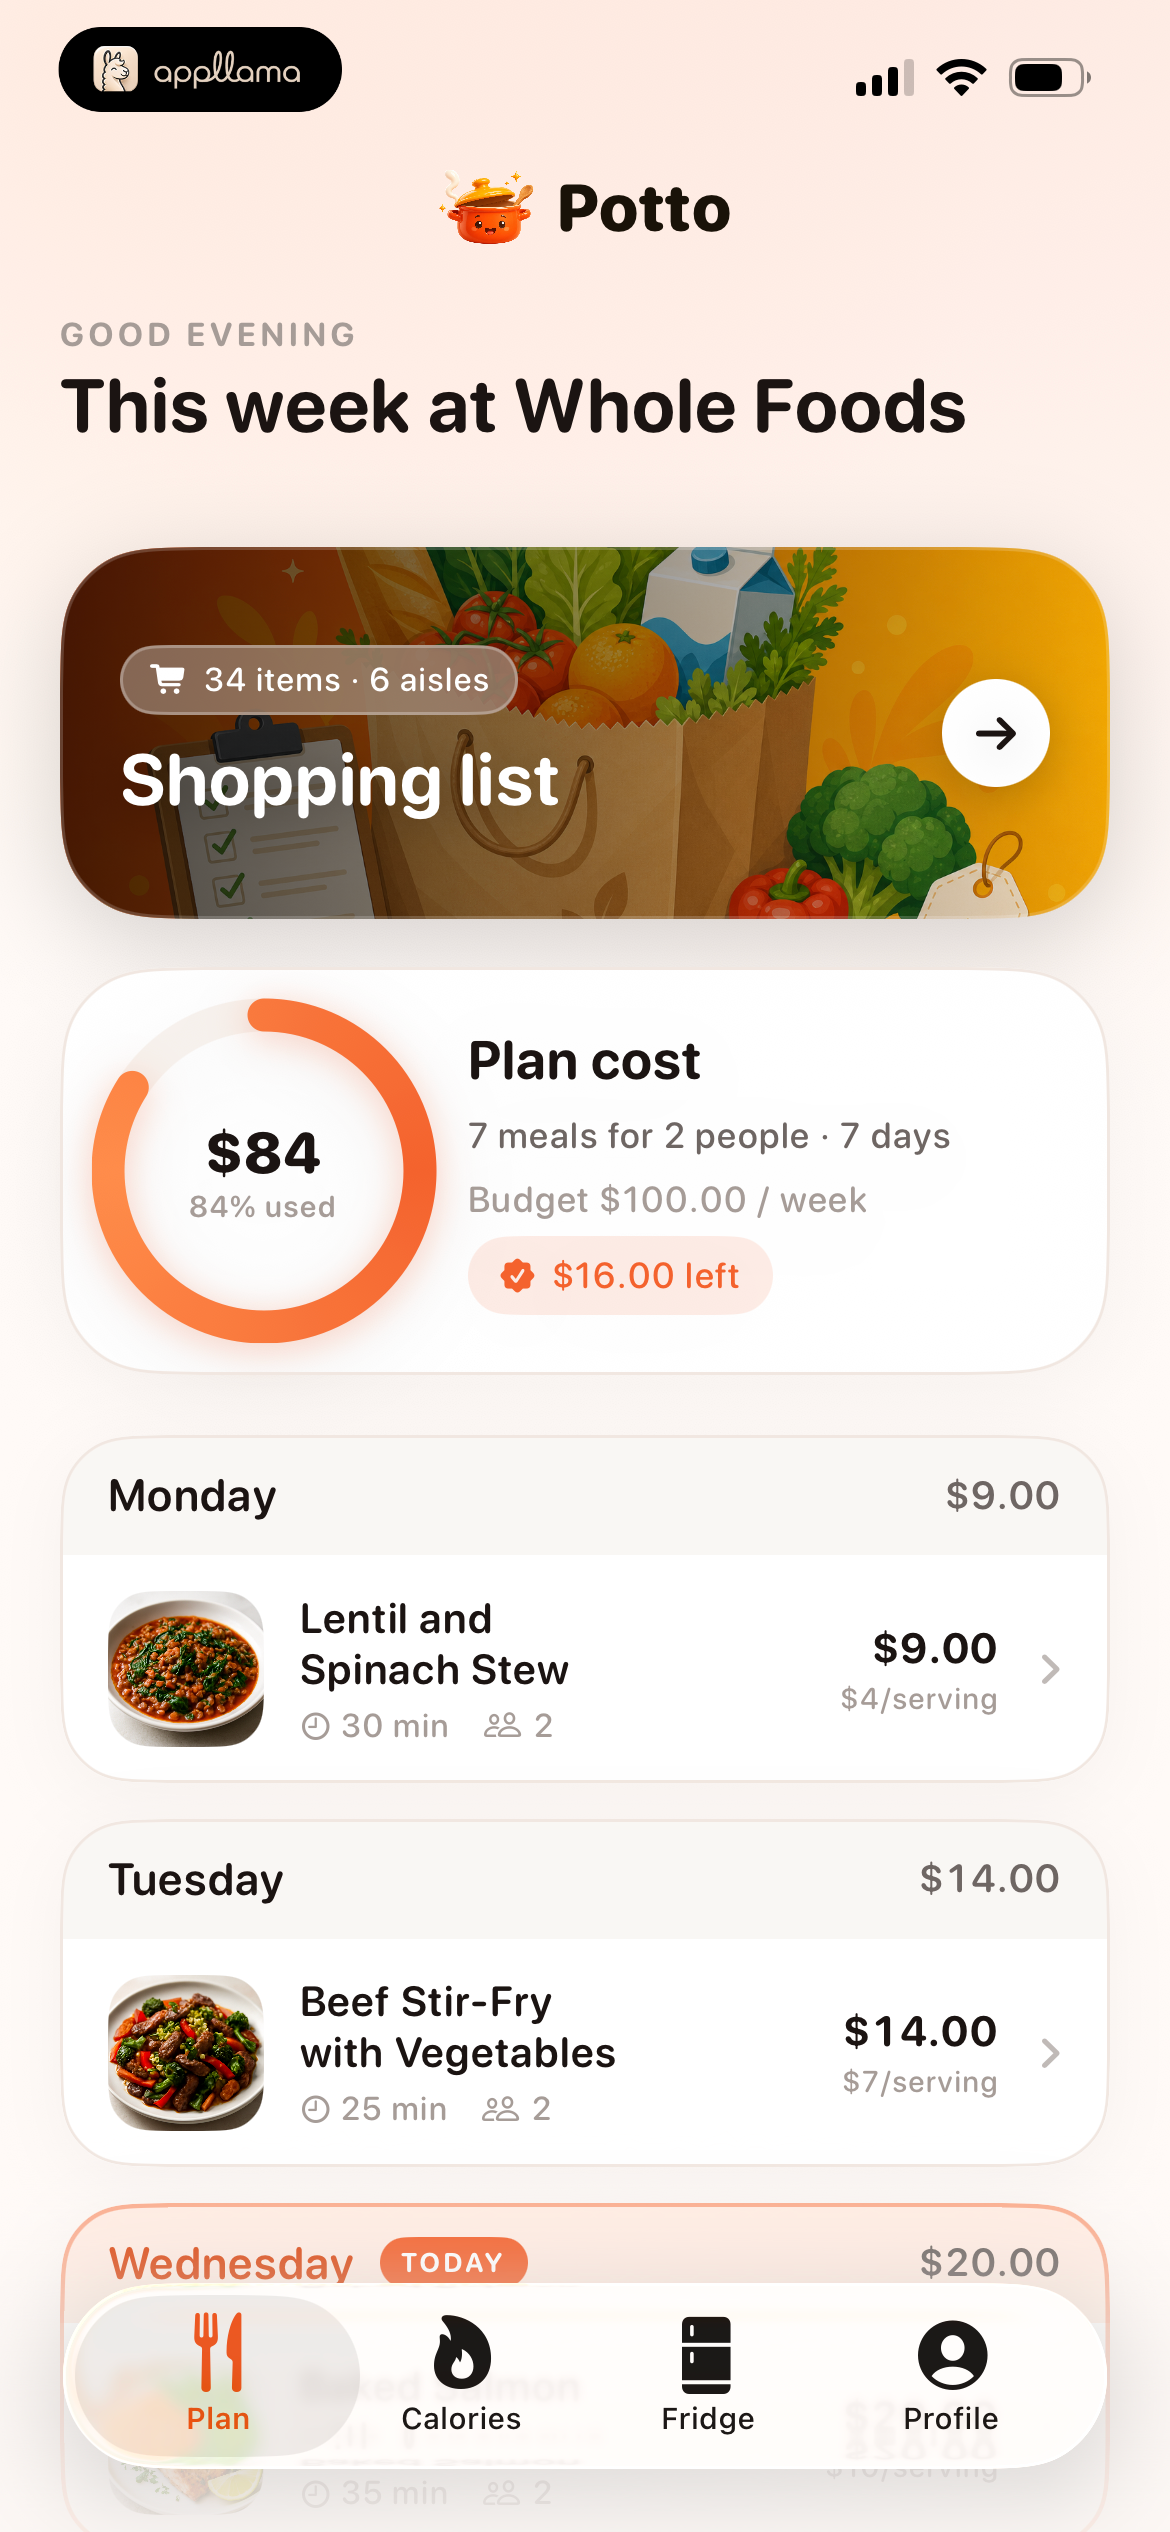 appllama
Potto
GOOD EVENING
This week at Whole Foods
34 items · 6 aisles
Shopping list
$84
84% used
Plan cost
7 meals for 2 people · 7 days
Budget $100.00 / week
$16.00 left
Monday
$9.00
Lentil and
Spinach Stew
$9.00
$4/serving
30 min
2
Tuesday
$14.00
Beef Stir-Fry
with Vegetables
$14.00
$7/serving
25 min
2
Wednesday
TODAY
$20.00
Plan
Calories
Fridge
Profile
$10/serving
35 min
2